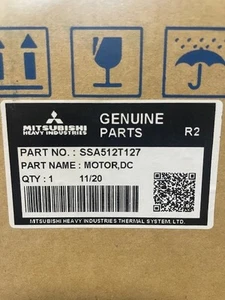 MITSUBISHI
HEAVY INDUSTRIES
GENUINE
PARTS
R2
PART NO. : SSA512T127
PART NAME : MOTOR,DC
QTY : 1 11/20
MITSUBISHI HEAVY INDUSTRIES THERMAL SYSTEMS, LTD.